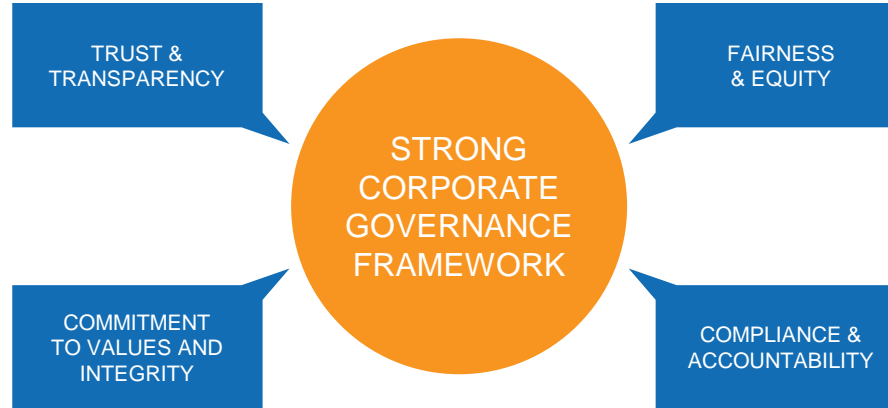 TRUST &
TRANSPARENCY
FAIRNESS
& EQUITY
STRONG
CORPORATE
GOVERNANCE
FRAMEWORK
COMMITMENT
TO VALUES AND
INTEGRITY
COMPLIANCE &
ACCOUNTABILITY